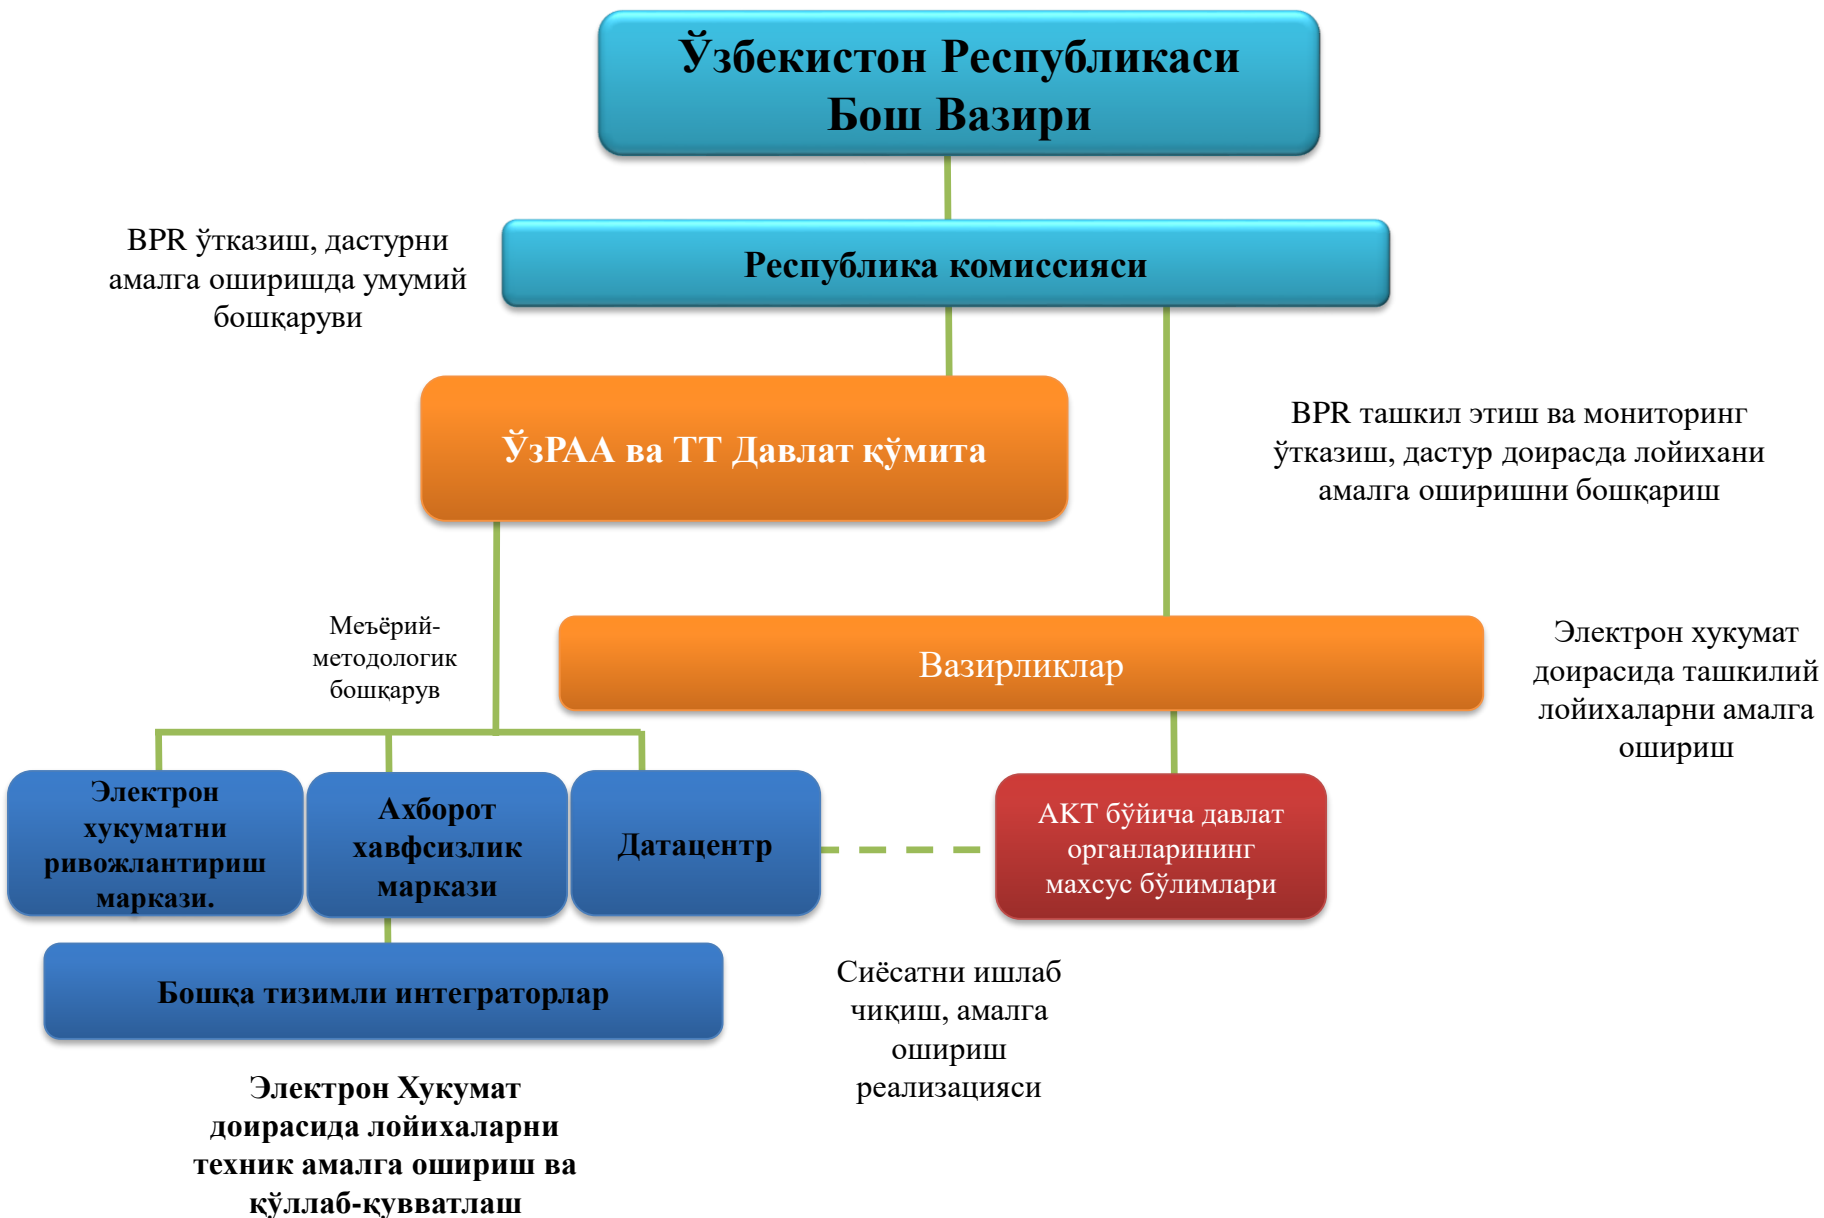 Ўзбекистон Республикаси
Бош Вазири
BPR ўтказиш, дастурни
амалга оширишда умумий
бошқаруви
Республика комиссияси
ЎзРАА ва ТТ Давлат қўмита
BPR ташкил этиш ва мониторинг
ўтказиш, дастур доирасда лойихани
амалга оширишни бошқариш
Меъёрий-
методологик
бошқарув
Вазирликлар
Электрон хукумат
доирасида ташкилий
лойихаларни амалга
ошириш
Электрон
хукуматни
ривожлантириш
маркази.
Ахборот
хавфсизлик
маркази
Датацентр
АКТ бўйича давлат
органларининг
махсус бўлимлари
Бошқа тизимли интеграторлар
Сиёсатни ишлаб
чиқиш, амалга
ошириш
реализацияси
Электрон Хукумат
доирасида лойихаларни
техник амалга ошириш ва
қўллаб-қувватлаш